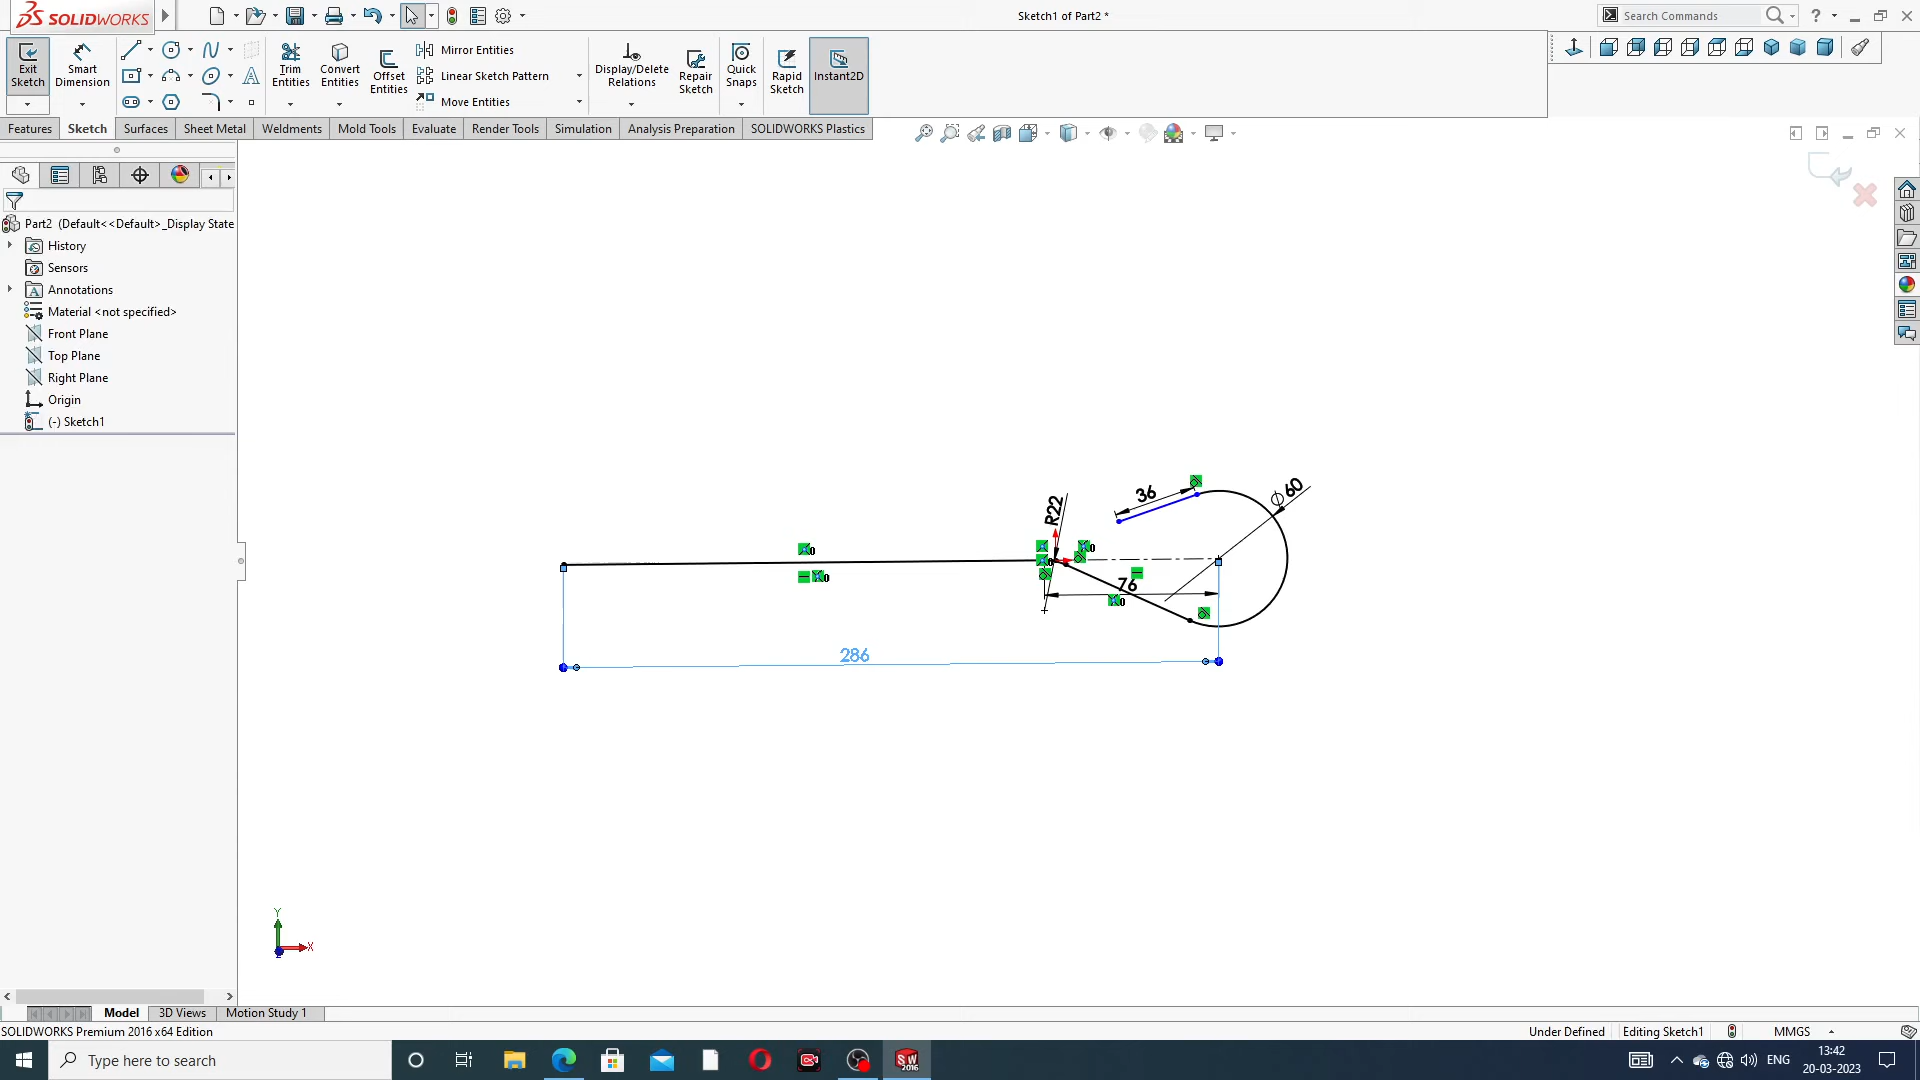 SOLIDWORKS
Sketch1 of Part2 *
Search Commands
Exit Sketch
Smart Dimension
Trim Entities
Convert Entities
Offset Entities
Mirror Entities
Linear Sketch Pattern
Move Entities
Display/Delete Relations
Repair Sketch
Quick Snaps
Rapid Sketch
Instant2D
Features Sketch Surfaces Sheet Metal Weldments Mold Tools Evaluate Render Tools Simulation Analysis Preparation SOLIDWORKS Plastics
Part2 (Default<<Default>_Display State
History
Sensors
Annotations
Material <not specified>
Front Plane
Top Plane
Right Plane
Origin
(-) Sketch1
36
∅60
R22
76
286
Y
X
Model 3D Views Motion Study 1
SOLIDWORKS Premium 2016 x64 Edition
Under Defined Editing Sketch1 MMGS
Type here to search
SW 2016
ENG
13:42
20-03-2023